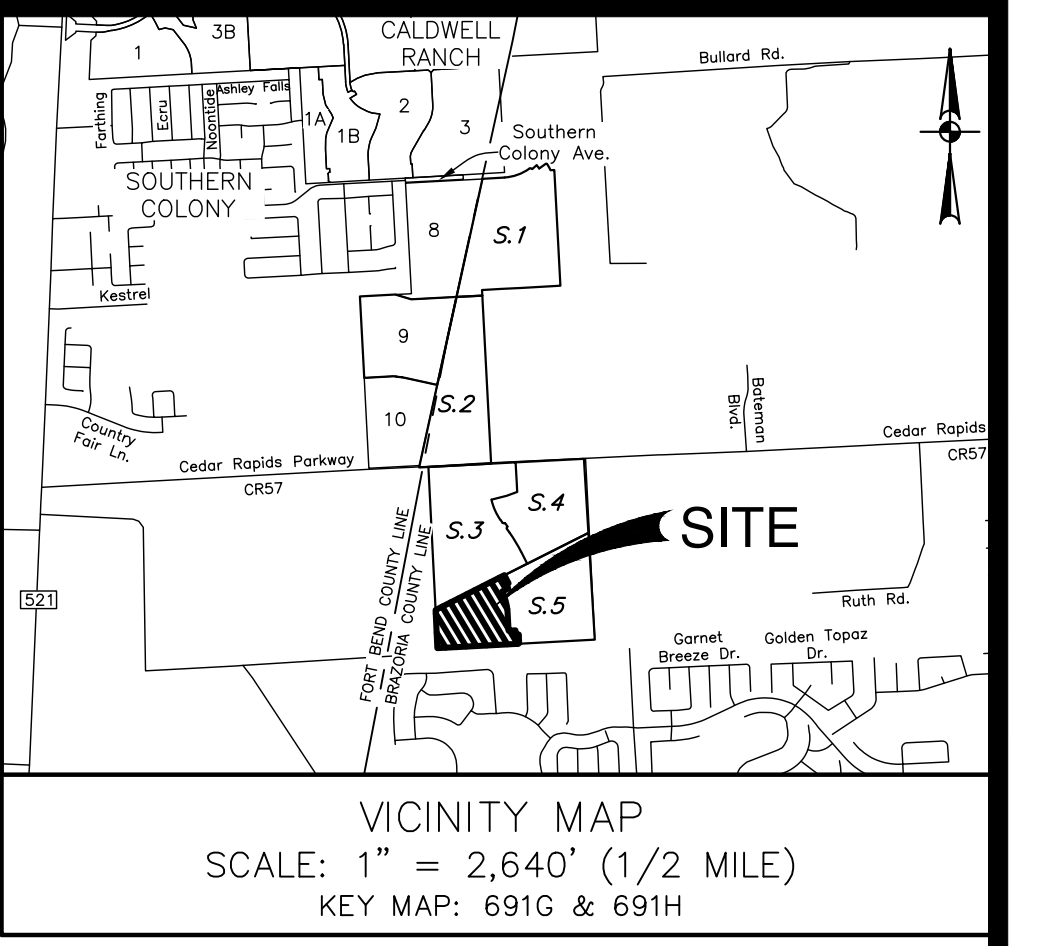 CALDWELL
RANCH
3B
1
Bullard Rd.
Ashley Falls
Farthing
Ecru
Noontide
1A
1B
2
3
Southern
Colony Ave.
SOUTHERN
COLONY
8
S.1
Kestrel
9
10
S.2
Country
Fair Ln.
Bateman
Blvd.
Cedar Rapids
CR57
Cedar Rapids Parkway
CR57
S.3
S.4
SITE
FORT BEND COUNTY LINE
BRAZORIA COUNTY LINE
521
S.5
Ruth Rd.
Garnet
Breeze Dr.
Golden Topaz
Dr.
VICINITY MAP
SCALE: 1" = 2,640' (1/2 MILE)
KEY MAP: 691G & 691H